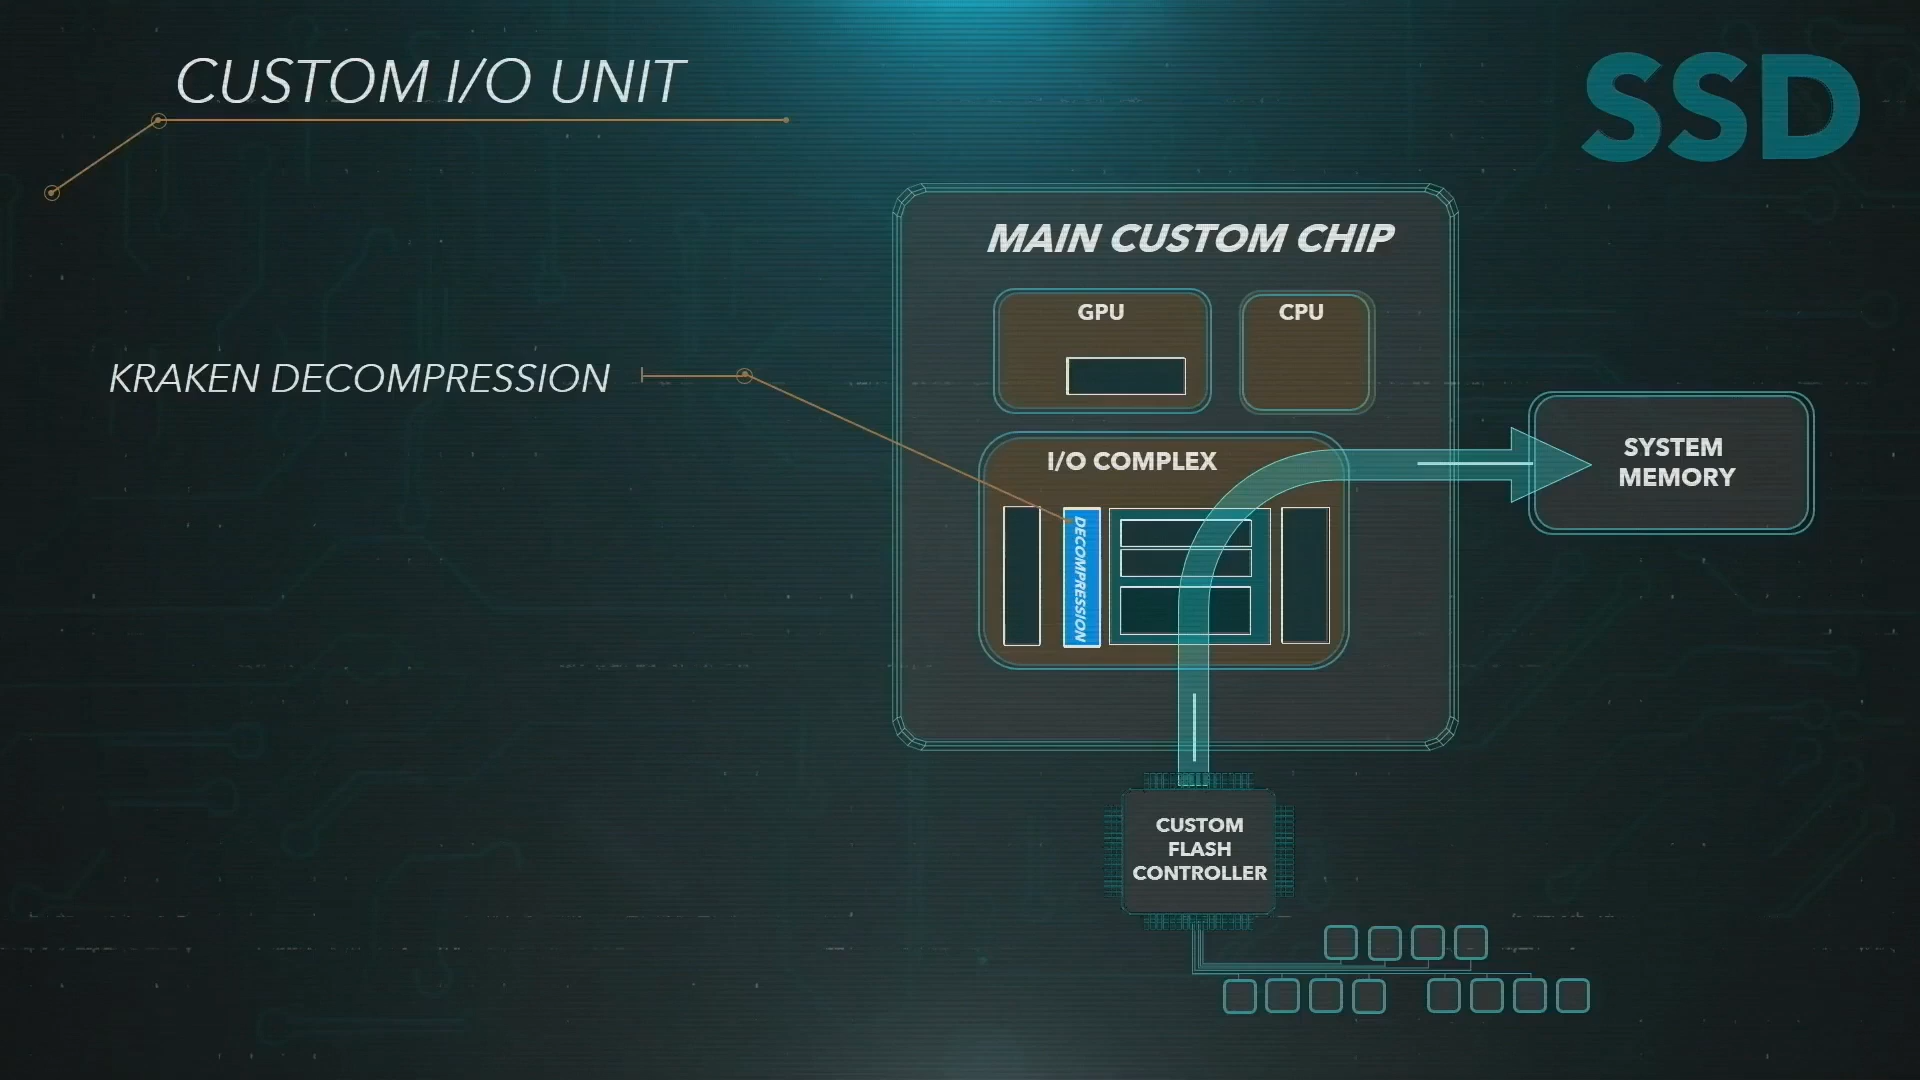 CUSTOM I/O UNIT
SSD
MAIN CUSTOM CHIP
GPU
CPU
KRAKEN DECOMPRESSION
I/O COMPLEX
DECOMPRESSION
SYSTEM
MEMORY
CUSTOM
FLASH
CONTROLLER